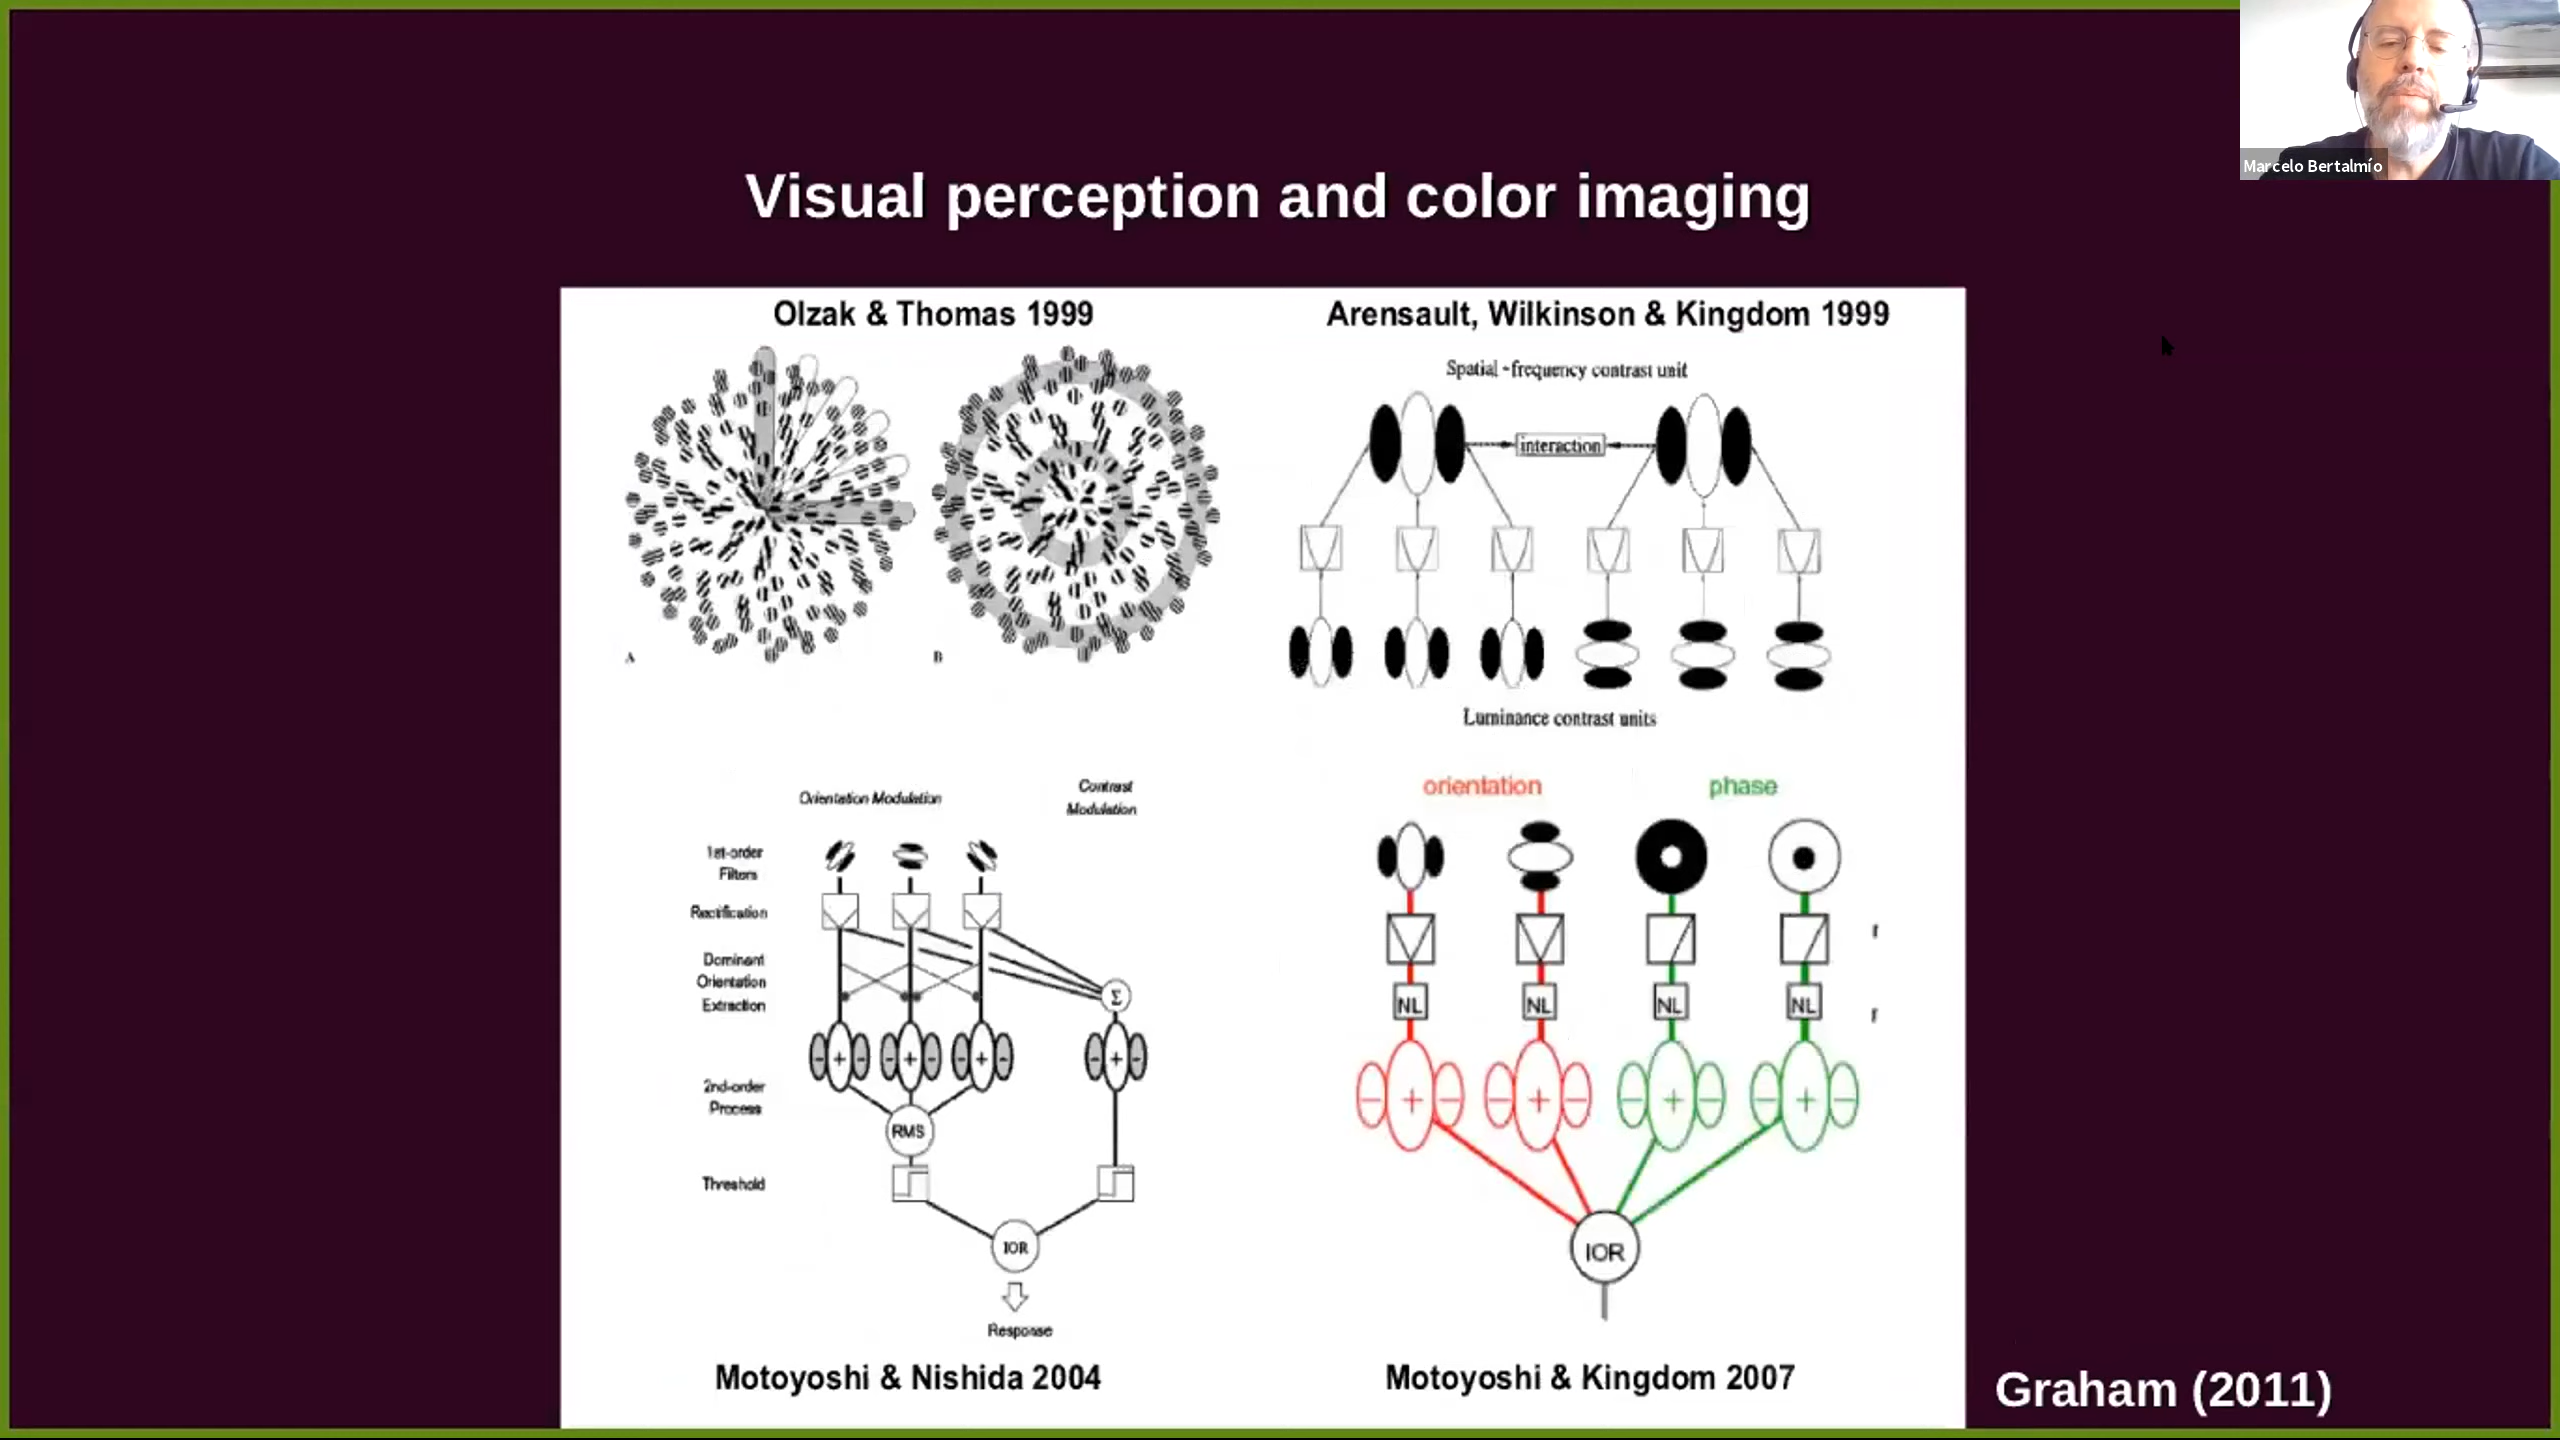 Marcelo Bertalmío
Visual perception and color imaging
Olzak & Thomas 1999
Arensault, Wilkinson & Kingdom 1999
Spatial-frequency contrast unit
interaction
A
B
Luminance contrast units
Orientation Modulation
Contrast
Modulation
1st-order
Filters
Rectification
Dominant
Orientation
Extraction
Σ
- + -
- + -
- + -
- + -
2nd-order
Process
RMS
Threshold
IOR
Response
Motoyoshi & Nishida 2004
orientation
phase
r
NL
NL
NL
NL
r
- + -
- + -
- + -
- + -
IOR
Motoyoshi & Kingdom 2007
Graham (2011)